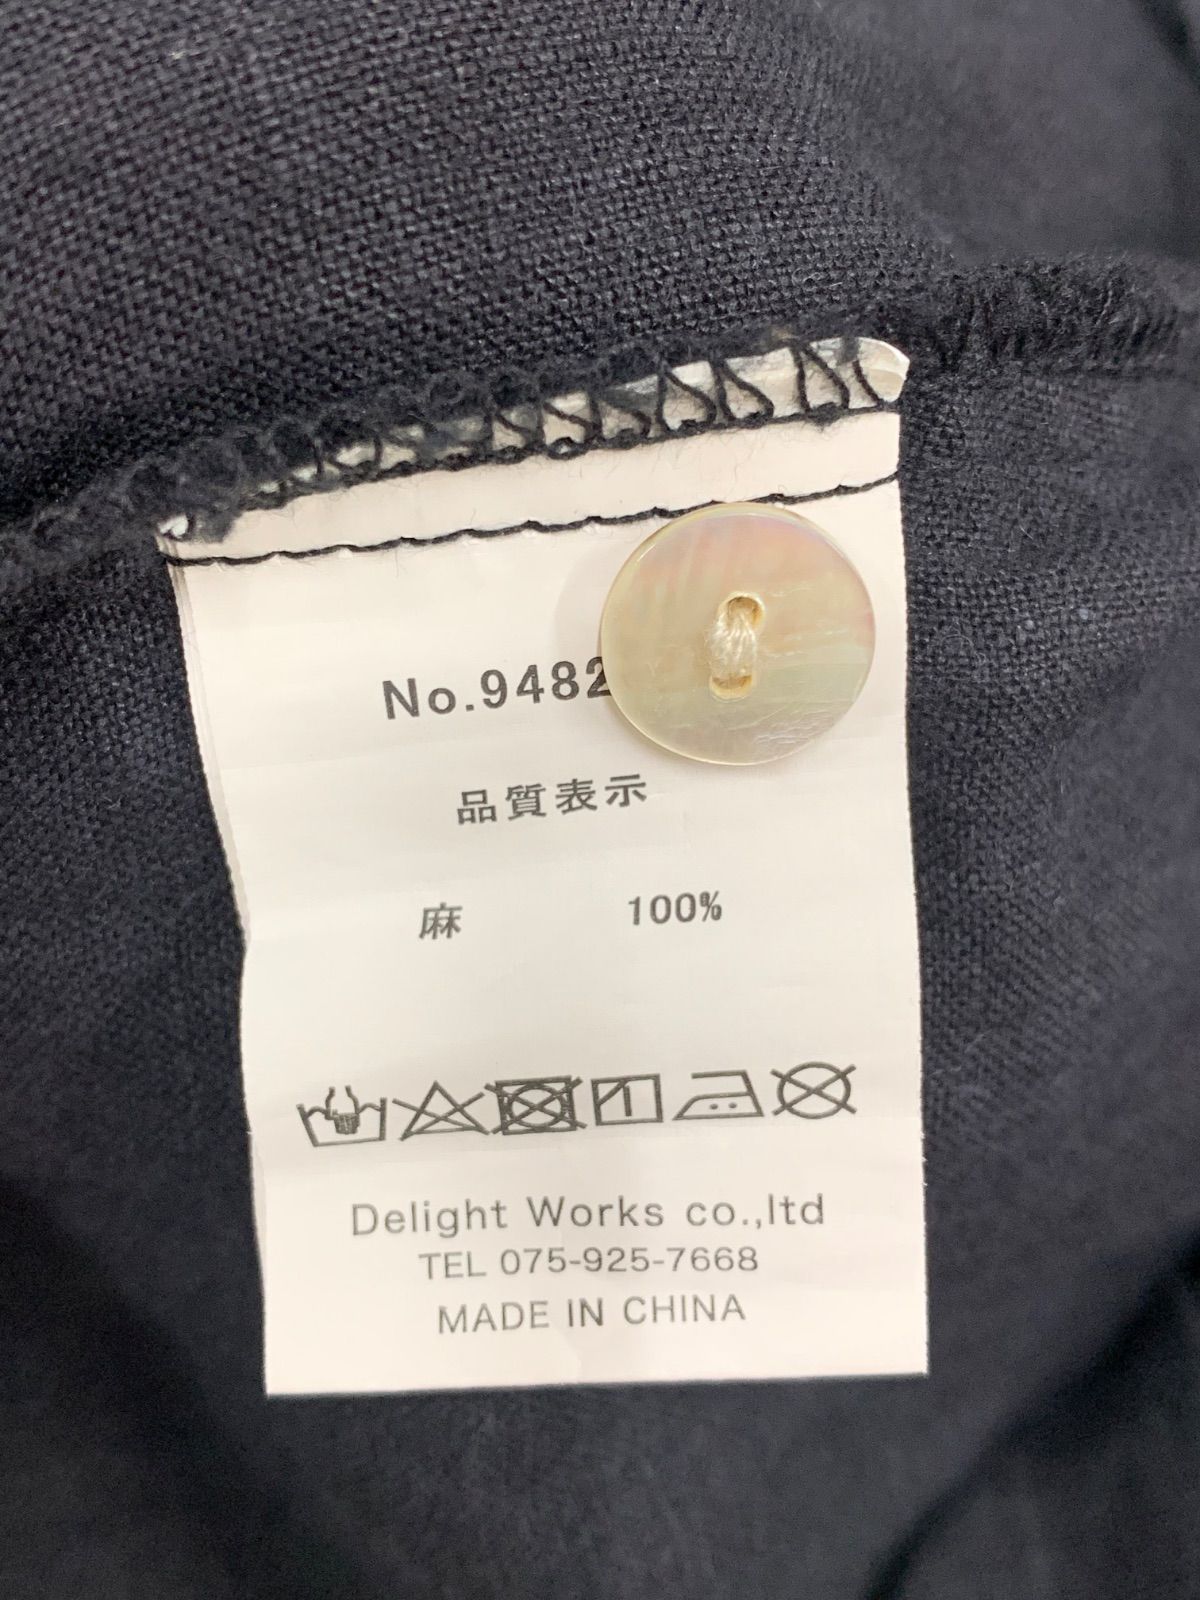 No.9482
品質表示
麻 100%
Delight Works co.,ltd
TEL 075-925-7668
MADE IN CHINA